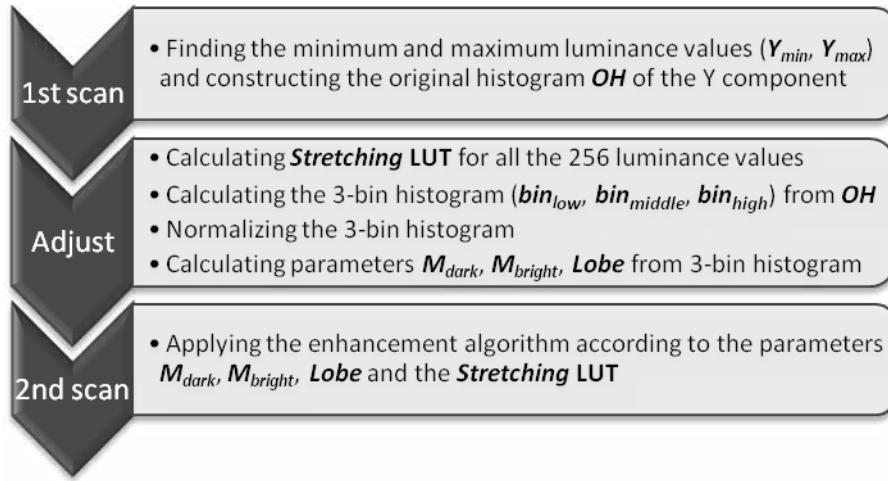 1st scan
• Finding the minimum and maximum luminance values (Ymin, Ymax)
and constructing the original histogram OH of the Y component
Adjust
• Calculating Stretching LUT for all the 256 luminance values
• Calculating the 3-bin histogram (binlow, binmiddle, binhigh) from OH
• Normalizing the 3-bin histogram
• Calculating parameters Mdark, Mbright, Lobe from 3-bin histogram
2nd scan
• Applying the enhancement algorithm according to the parameters
Mdark, Mbright, Lobe and the Stretching LUT